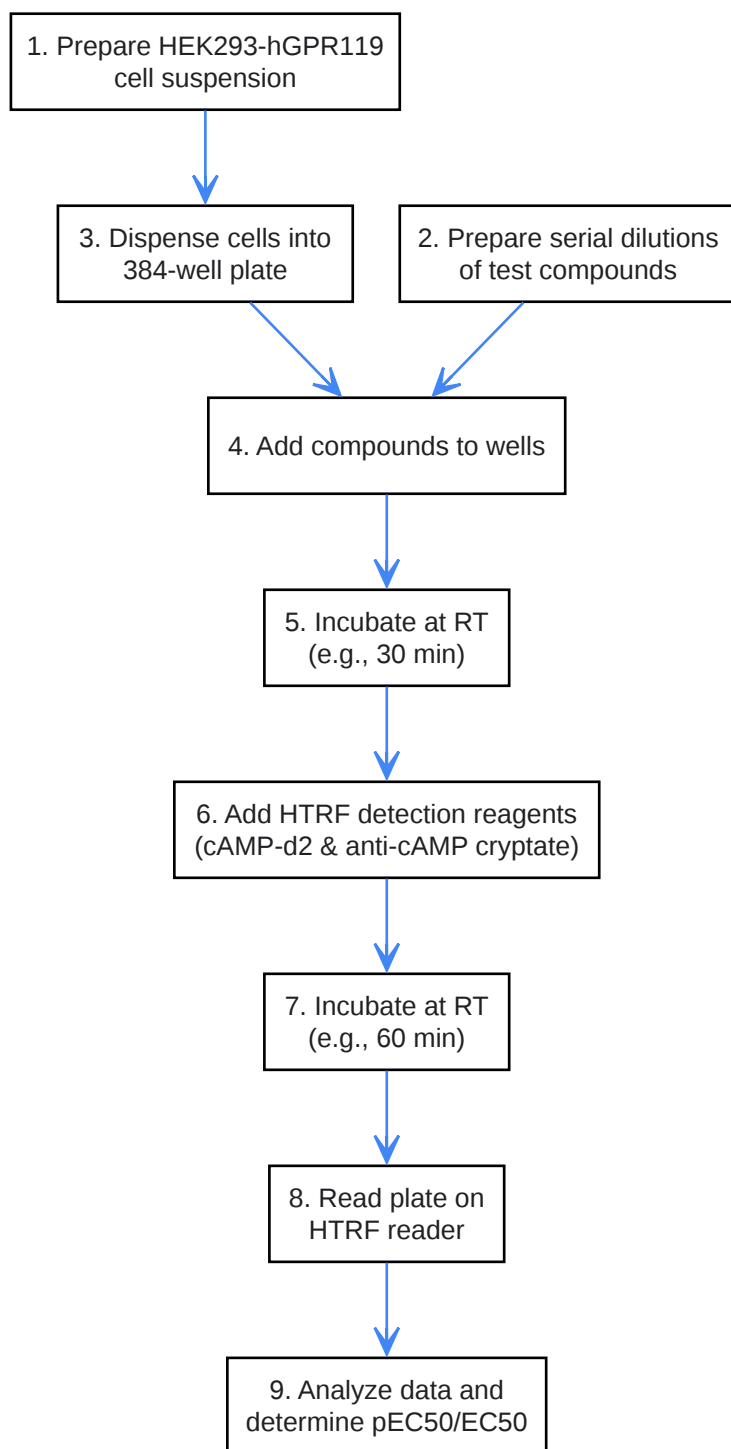 1. Prepare HEK293-hGPR119
cell suspension
3. Dispense cells into
384-well plate
2. Prepare serial dilutions
of test compounds
4. Add compounds to wells
5. Incubate at RT
(e.g., 30 min)
6. Add HTRF detection reagents
(cAMP-d2 & anti-cAMP cryptate)
7. Incubate at RT
(e.g., 60 min)
8. Read plate on
HTRF reader
9. Analyze data and
determine pEC50/EC50